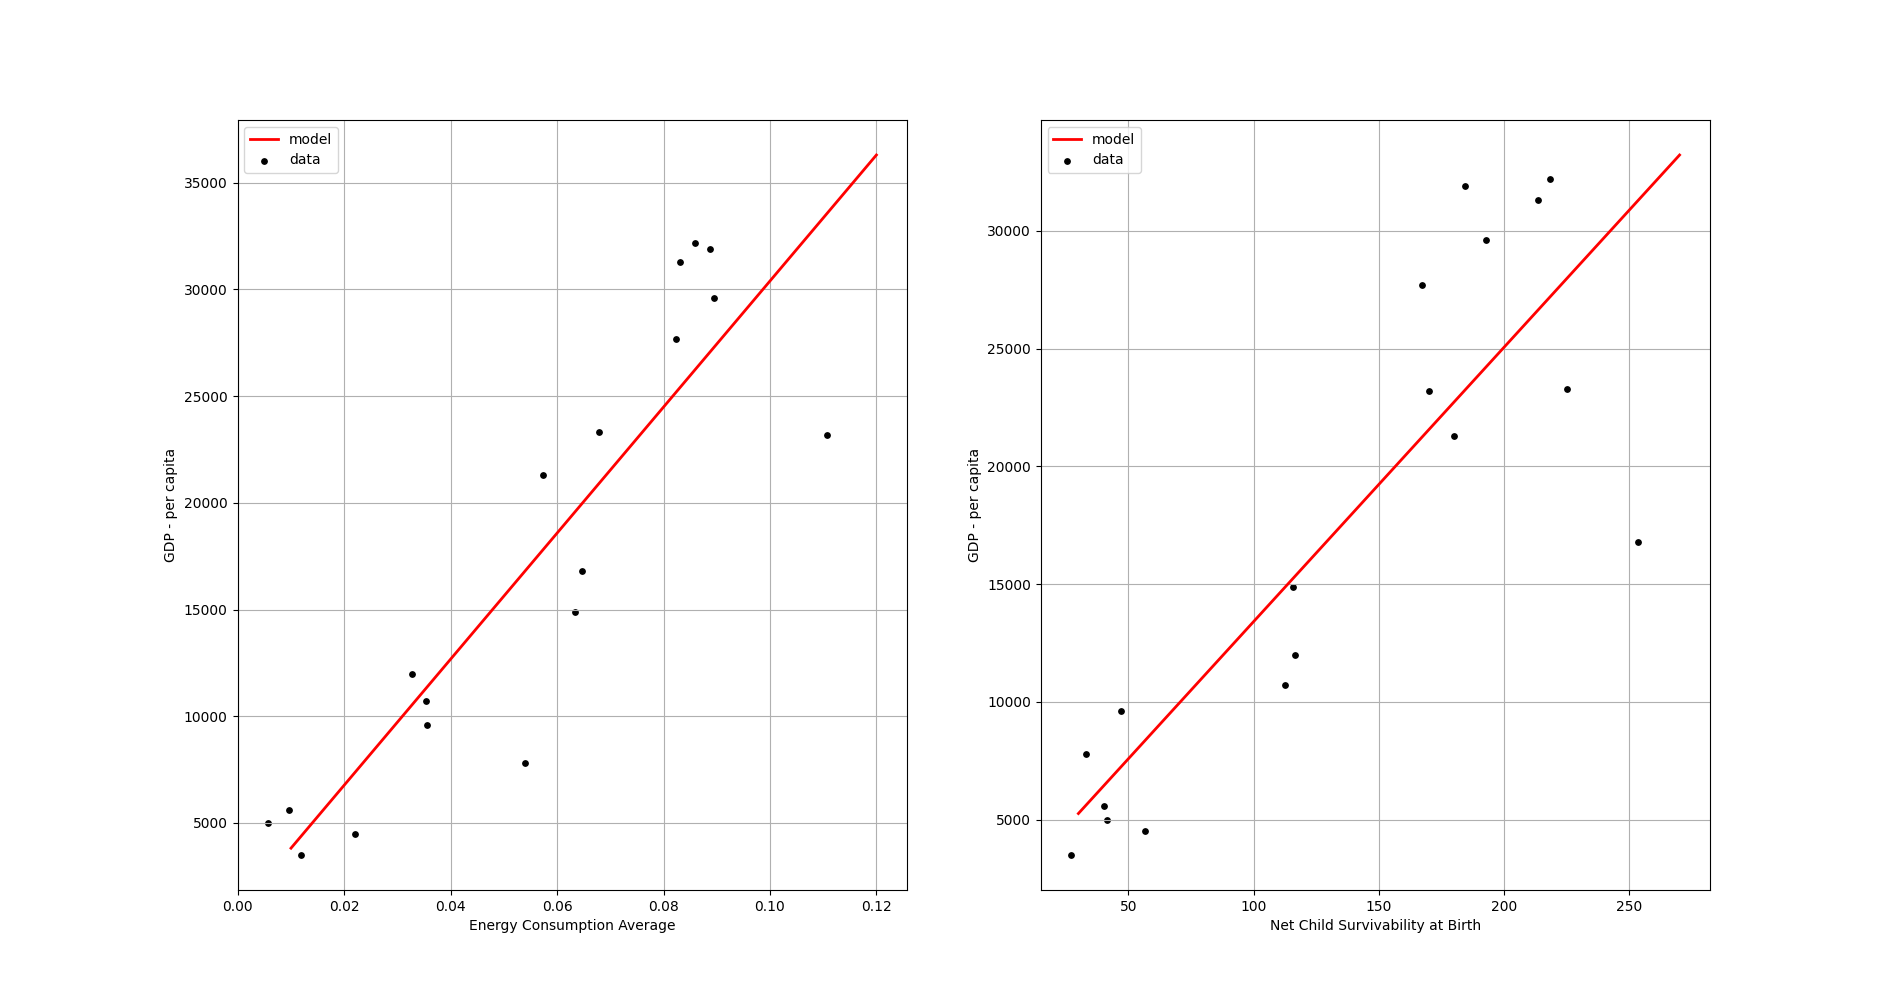 model
data
35000
30000
25000
20000
15000
10000
5000
GDP - per capita
0.00 0.02 0.04 0.06 0.08 0.10 0.12
Energy Consumption Average
model
data
30000
25000
20000
15000
10000
5000
GDP - per capita
50 100 150 200 250
Net Child Survivability at Birth